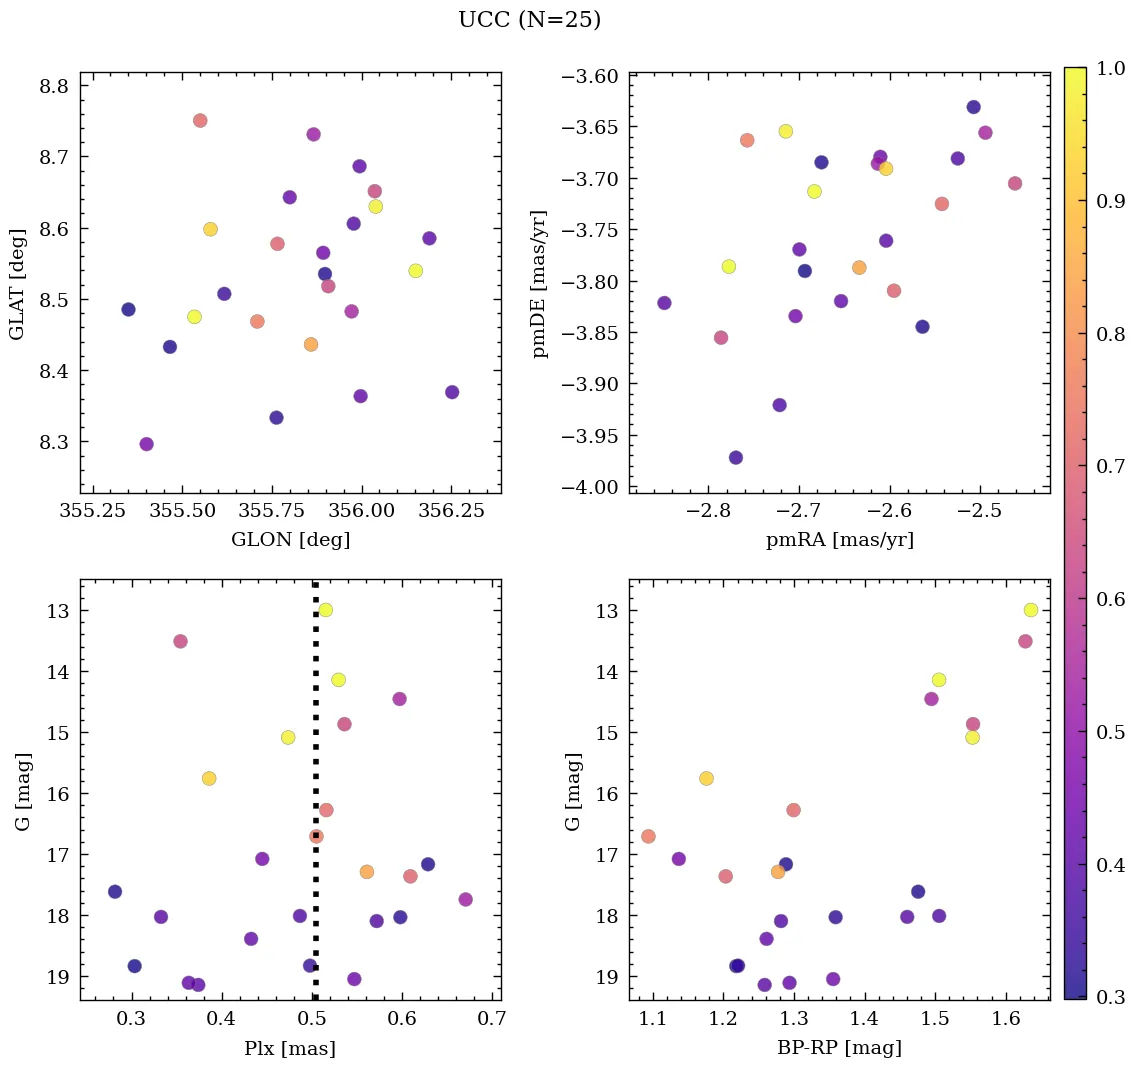 UCC (N=25)
8.8
8.7
8.6
8.5
8.4
8.3
GLAT [deg]
355.25 355.50 355.75 356.00 356.25
GLON [deg]
−3.60
−3.65
−3.70
−3.75
−3.80
−3.85
−3.90
−3.95
−4.00
pmDE [mas/yr]
−2.8 −2.7 −2.6 −2.5
pmRA [mas/yr]
1.0
0.9
0.8
0.7
0.6
0.5
0.4
0.3
13
14
15
16
17
18
19
G [mag]
0.3 0.4 0.5 0.6 0.7
Plx [mas]
13
14
15
16
17
18
19
G [mag]
1.1 1.2 1.3 1.4 1.5 1.6
BP-RP [mag]